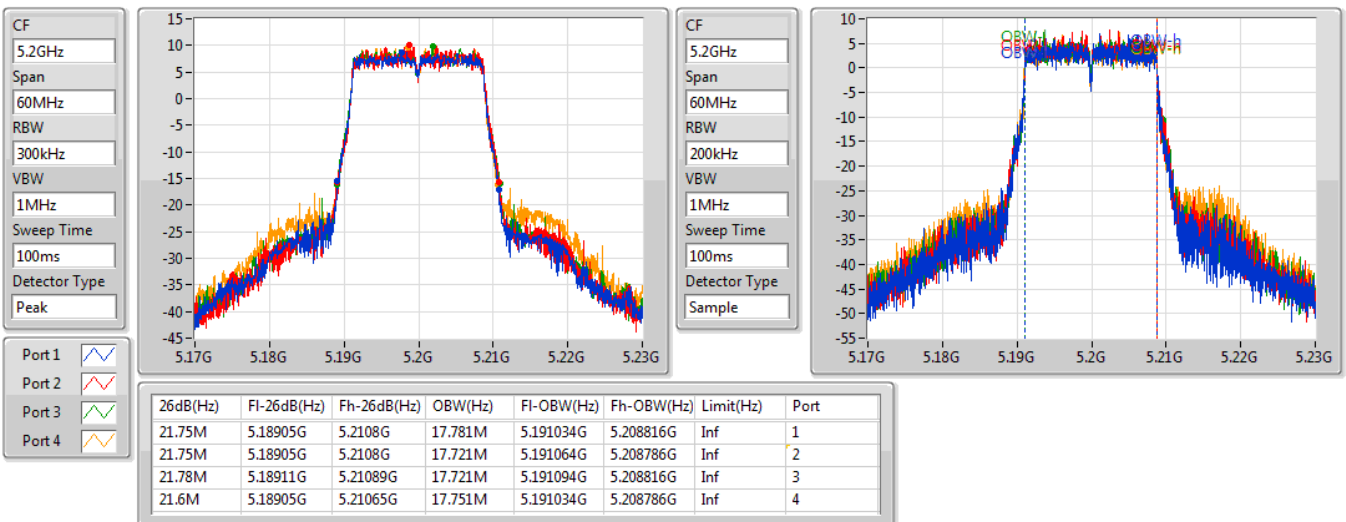 CF
5.2GHz
Span
60MHz
RBW
300kHz
VBW
1MHz
Sweep Time
100ms
Detector Type
Peak
15
10
5
0
-5
-10
-15
-20
-25
-30
-35
-40
-45
5.17G 5.18G 5.19G 5.2G 5.21G 5.22G 5.23G
CF
5.2GHz
Span
60MHz
RBW
200kHz
VBW
1MHz
Sweep Time
100ms
Detector Type
Sample
10
5
0
-5
-10
-15
-20
-25
-30
-35
-40
-45
-50
-55
5.17G 5.18G 5.19G 5.2G 5.21G 5.22G 5.23G
Port 1
Port 2
Port 3
Port 4
26dB(Hz) Fl-26dB(Hz) Fh-26dB(Hz) OBW(Hz) Fl-OBW(Hz) Fh-OBW(Hz) Limit(Hz) Port
21.75M 5.18905G 5.2108G 17.781M 5.191034G 5.208816G Inf 1
21.75M 5.18905G 5.2108G 17.721M 5.191064G 5.208786G Inf 2
21.78M 5.18911G 5.21089G 17.721M 5.191094G 5.208816G Inf 3
21.6M 5.18905G 5.21065G 17.751M 5.191034G 5.208786G Inf 4